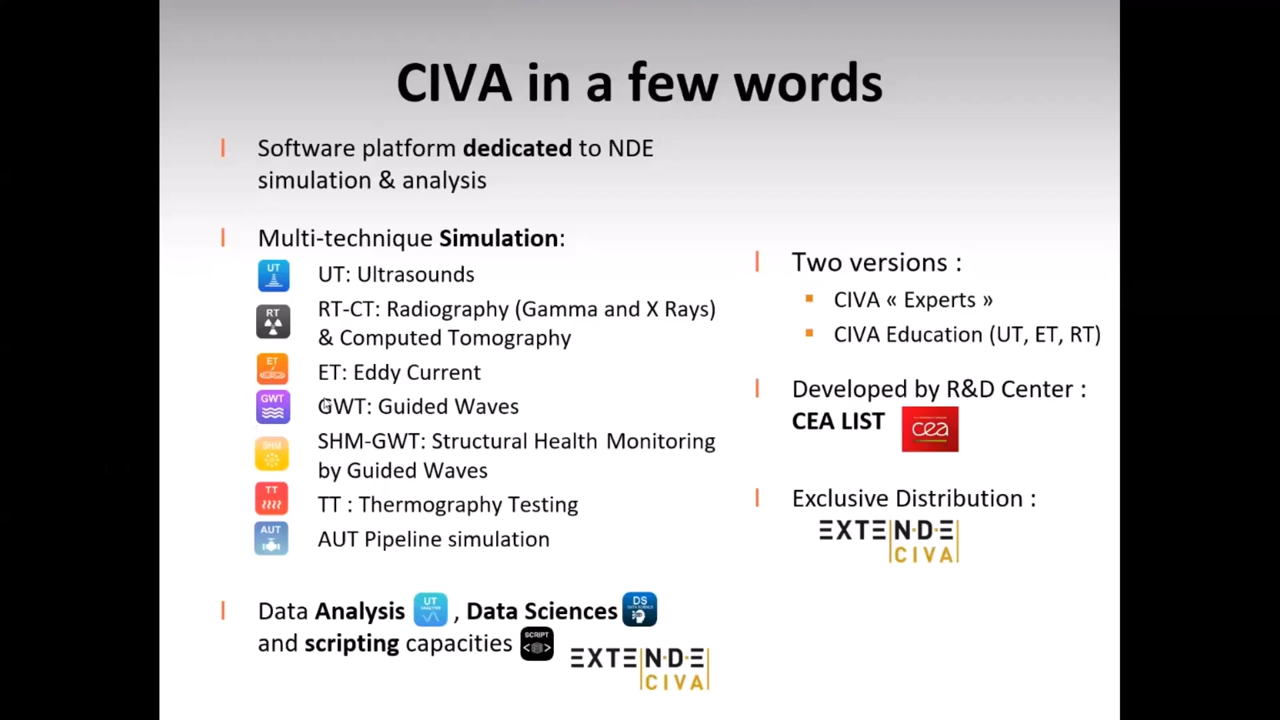 CIVA in a few words
Software platform dedicated to NDE
simulation & analysis
Multi-technique Simulation:
UT
UT: Ultrasounds
RT
RT-CT: Radiography (Gamma and X Rays)
& Computed Tomography
ET
ET: Eddy Current
GWT
GWT: Guided Waves
SHM
SHM-GWT: Structural Health Monitoring
by Guided Waves
TT
TT : Thermography Testing
AUT
AUT Pipeline simulation
Data Analysis UT , Data Sciences DS
and scripting capacities SCRIPT
EXTENDE
CIVA
Two versions :
CIVA « Experts »
CIVA Education (UT, ET, RT)
Developed by R&D Center :
CEA LIST cea
Exclusive Distribution :
EXTENDE
CIVA